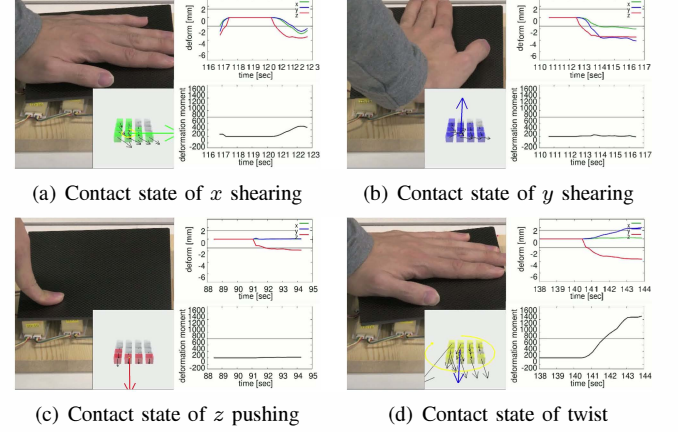 x
y
z
deform [mm]
2
0
-2
-4
-6
116 117 118 119 120 121 122 123
time [sec]
deformation moment
1600
1400
1200
1000
800
600
400
200
0
-200
116 117 118 119 120 121 122 123
time [sec]
(a) Contact state of x shearing
x
y
z
deform [mm]
2
0
-2
-4
-6
110 111 112 113 114 115 116 117
time [sec]
deformation moment
1600
1400
1200
1000
800
600
400
200
0
-200
110 111 112 113 114 115 116 117
time [sec]
(b) Contact state of y shearing
x
y
z
deform [mm]
2
0
-2
-4
-6
88 89 90 91 92 93 94 95
time [sec]
deformation moment
1600
1400
1200
1000
800
600
400
200
0
-200
88 89 90 91 92 93 94 95
time [sec]
(c) Contact state of z pushing
x
y
z
deform [mm]
2
0
-2
-4
-6
138 139 140 141 142 143 144
time [sec]
deformation moment
1600
1400
1200
1000
800
600
400
200
0
-200
138 139 140 141 142 143 144
time [sec]
(d) Contact state of twist